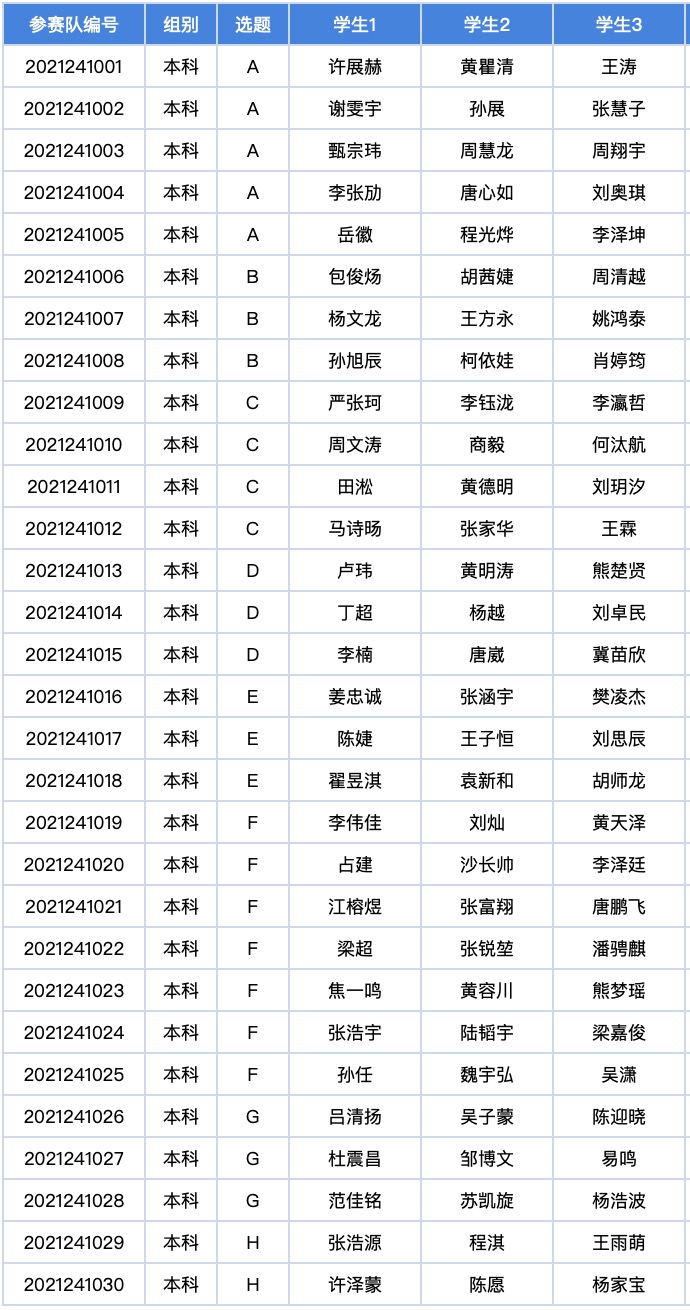 参赛队编号 组别 选题 学生1 学生2 学生3
2021241001 本科 A 许展赫 黄瞿清 王涛
2021241002 本科 A 谢雯宇 孙展 张慧子
2021241003 本科 A 甄宗玮 周慧龙 周翔宇
2021241004 本科 A 李张劢 唐心如 刘奥琪
2021241005 本科 A 岳徽 程光烨 李泽坤
2021241006 本科 B 包俊炀 胡茜婕 周清越
2021241007 本科 B 杨文龙 王方永 姚鸿泰
2021241008 本科 B 孙旭辰 柯依娃 肖婷筠
2021241009 本科 C 严张珂 李钰泷 李瀛哲
2021241010 本科 C 周文涛 商毅 何汰航
2021241011 本科 C 田淞 黄德明 刘玥汐
2021241012 本科 C 马诗旸 张家华 王霖
2021241013 本科 D 卢玮 黄明涛 熊楚贤
2021241014 本科 D 丁超 杨越 刘卓民
2021241015 本科 D 李楠 唐崴 冀苗欣
2021241016 本科 E 姜忠诚 张涵宇 樊凌杰
2021241017 本科 E 陈婕 王子恒 刘思辰
2021241018 本科 E 翟昱淇 袁新和 胡师龙
2021241019 本科 F 李伟佳 刘灿 黄天泽
2021241020 本科 F 占建 沙长帅 李泽廷
2021241021 本科 F 江榕煜 张富翔 唐鹏飞
2021241022 本科 F 梁超 张锐堃 潘骋麒
2021241023 本科 F 焦一鸣 黄容川 熊梦瑶
2021241024 本科 F 张浩宇 陆韬宇 梁嘉俊
2021241025 本科 F 孙任 魏宇弘 吴潇
2021241026 本科 G 吕清扬 吴子蒙 陈迎晓
2021241027 本科 G 杜震昌 邹博文 易鸣
2021241028 本科 G 范佳铭 苏凯旋 杨浩波
2021241029 本科 H 张浩源 程淇 王雨萌
2021241030 本科 H 许泽蒙 陈愿 杨家宝